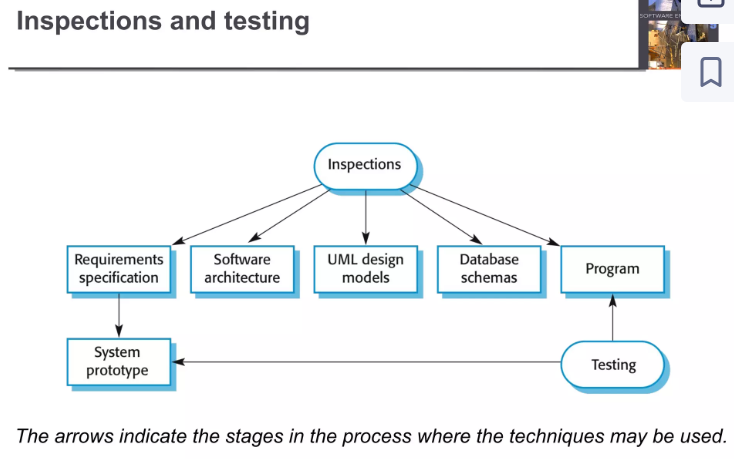 Inspections and testing
SOFTWARE E
Inspections
Requirements
specification
Software
architecture
UML design
models
Database
schemas
Program
System
prototype
Testing
The arrows indicate the stages in the process where the techniques may be used.